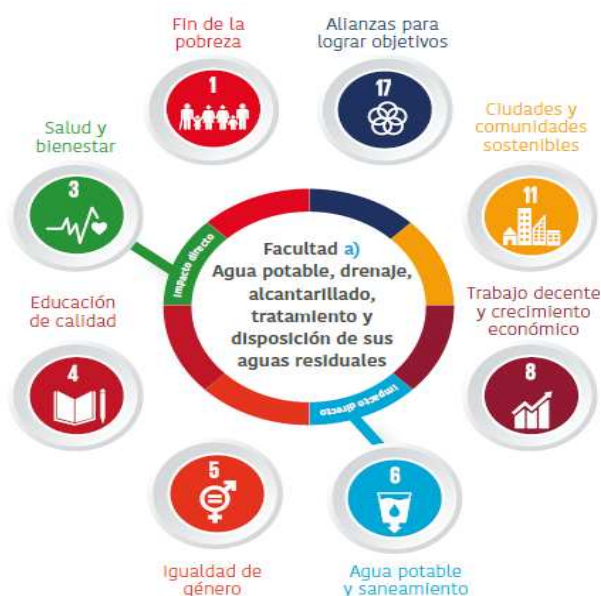 Fin de la
pobreza
1
Alianzas para
lograr objetivos
17
Salud y
bienestar
3
Ciudades y
comunidades
sostenibles
11
Impacto directo
Facultad a)
Agua potable, drenaje,
alcantarillado,
tratamiento y
disposición de sus
aguas residuales
Impacto directo
Educación
de calidad
4
Trabajo decente
y crecimiento
económico
8
5
Igualdad de
género
6
Agua potable
y saneamiento